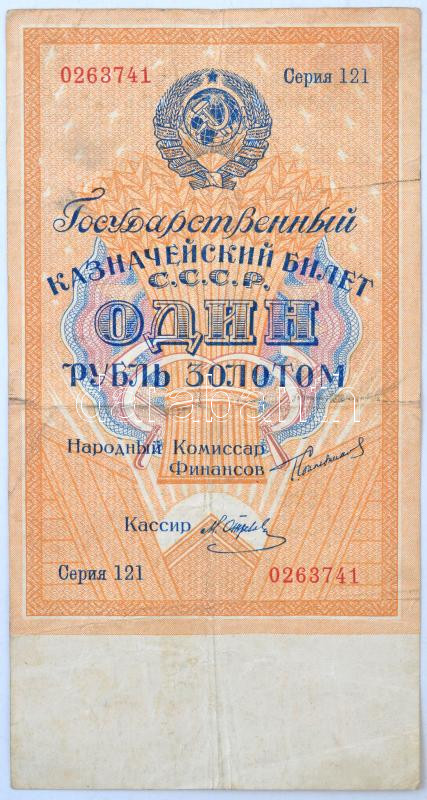 0263741 Серия 121
Государственный
КАЗНАЧЕЙСКИЙ БИЛЕТ
С.С.С.Р.
ОДИН
РУБЛЬ ЗОЛОТОМ
Народный Комиссар
Финансов
Кассир
Серия 121 0263741